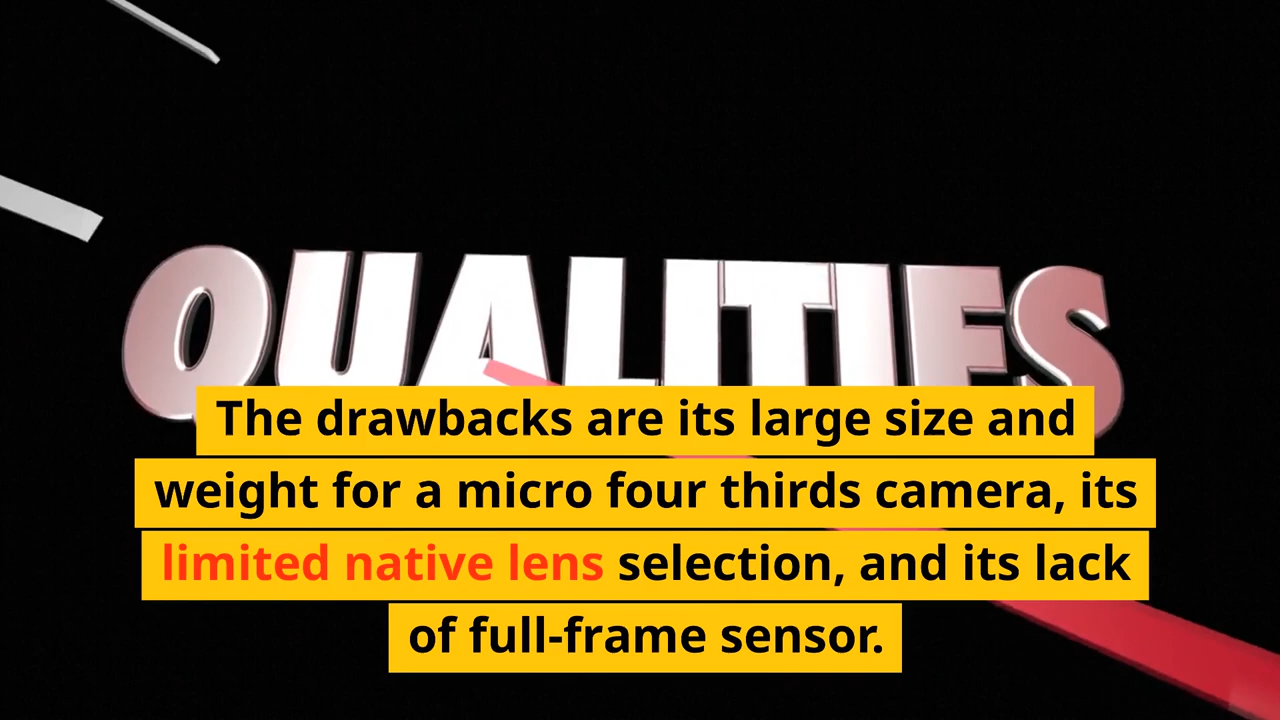 QUALITIES
The drawbacks are its large size and
weight for a micro four thirds camera, its
limited native lens selection, and its lack
of full-frame sensor.